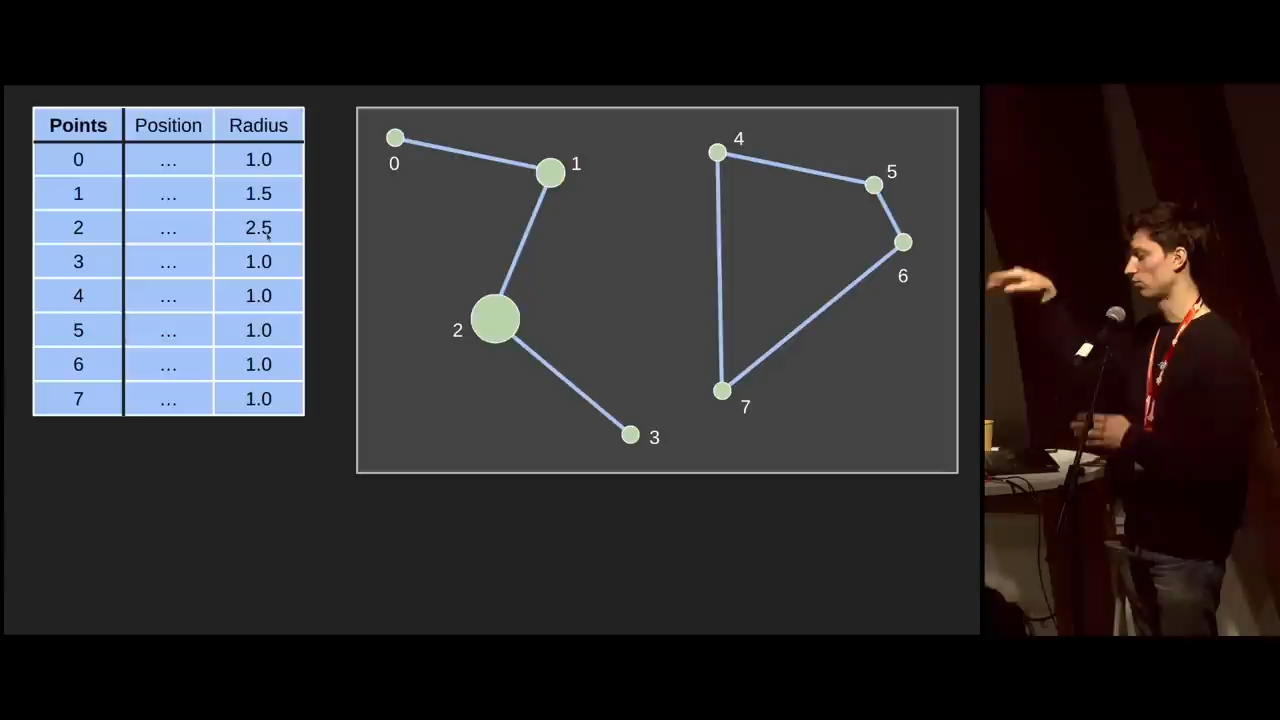 Points Position Radius
0 ... 1.0
1 ... 1.5
2 ... 2.5
3 ... 1.0
4 ... 1.0
5 ... 1.0
6 ... 1.0
7 ... 1.0
0
1
2
3
4
5
6
7